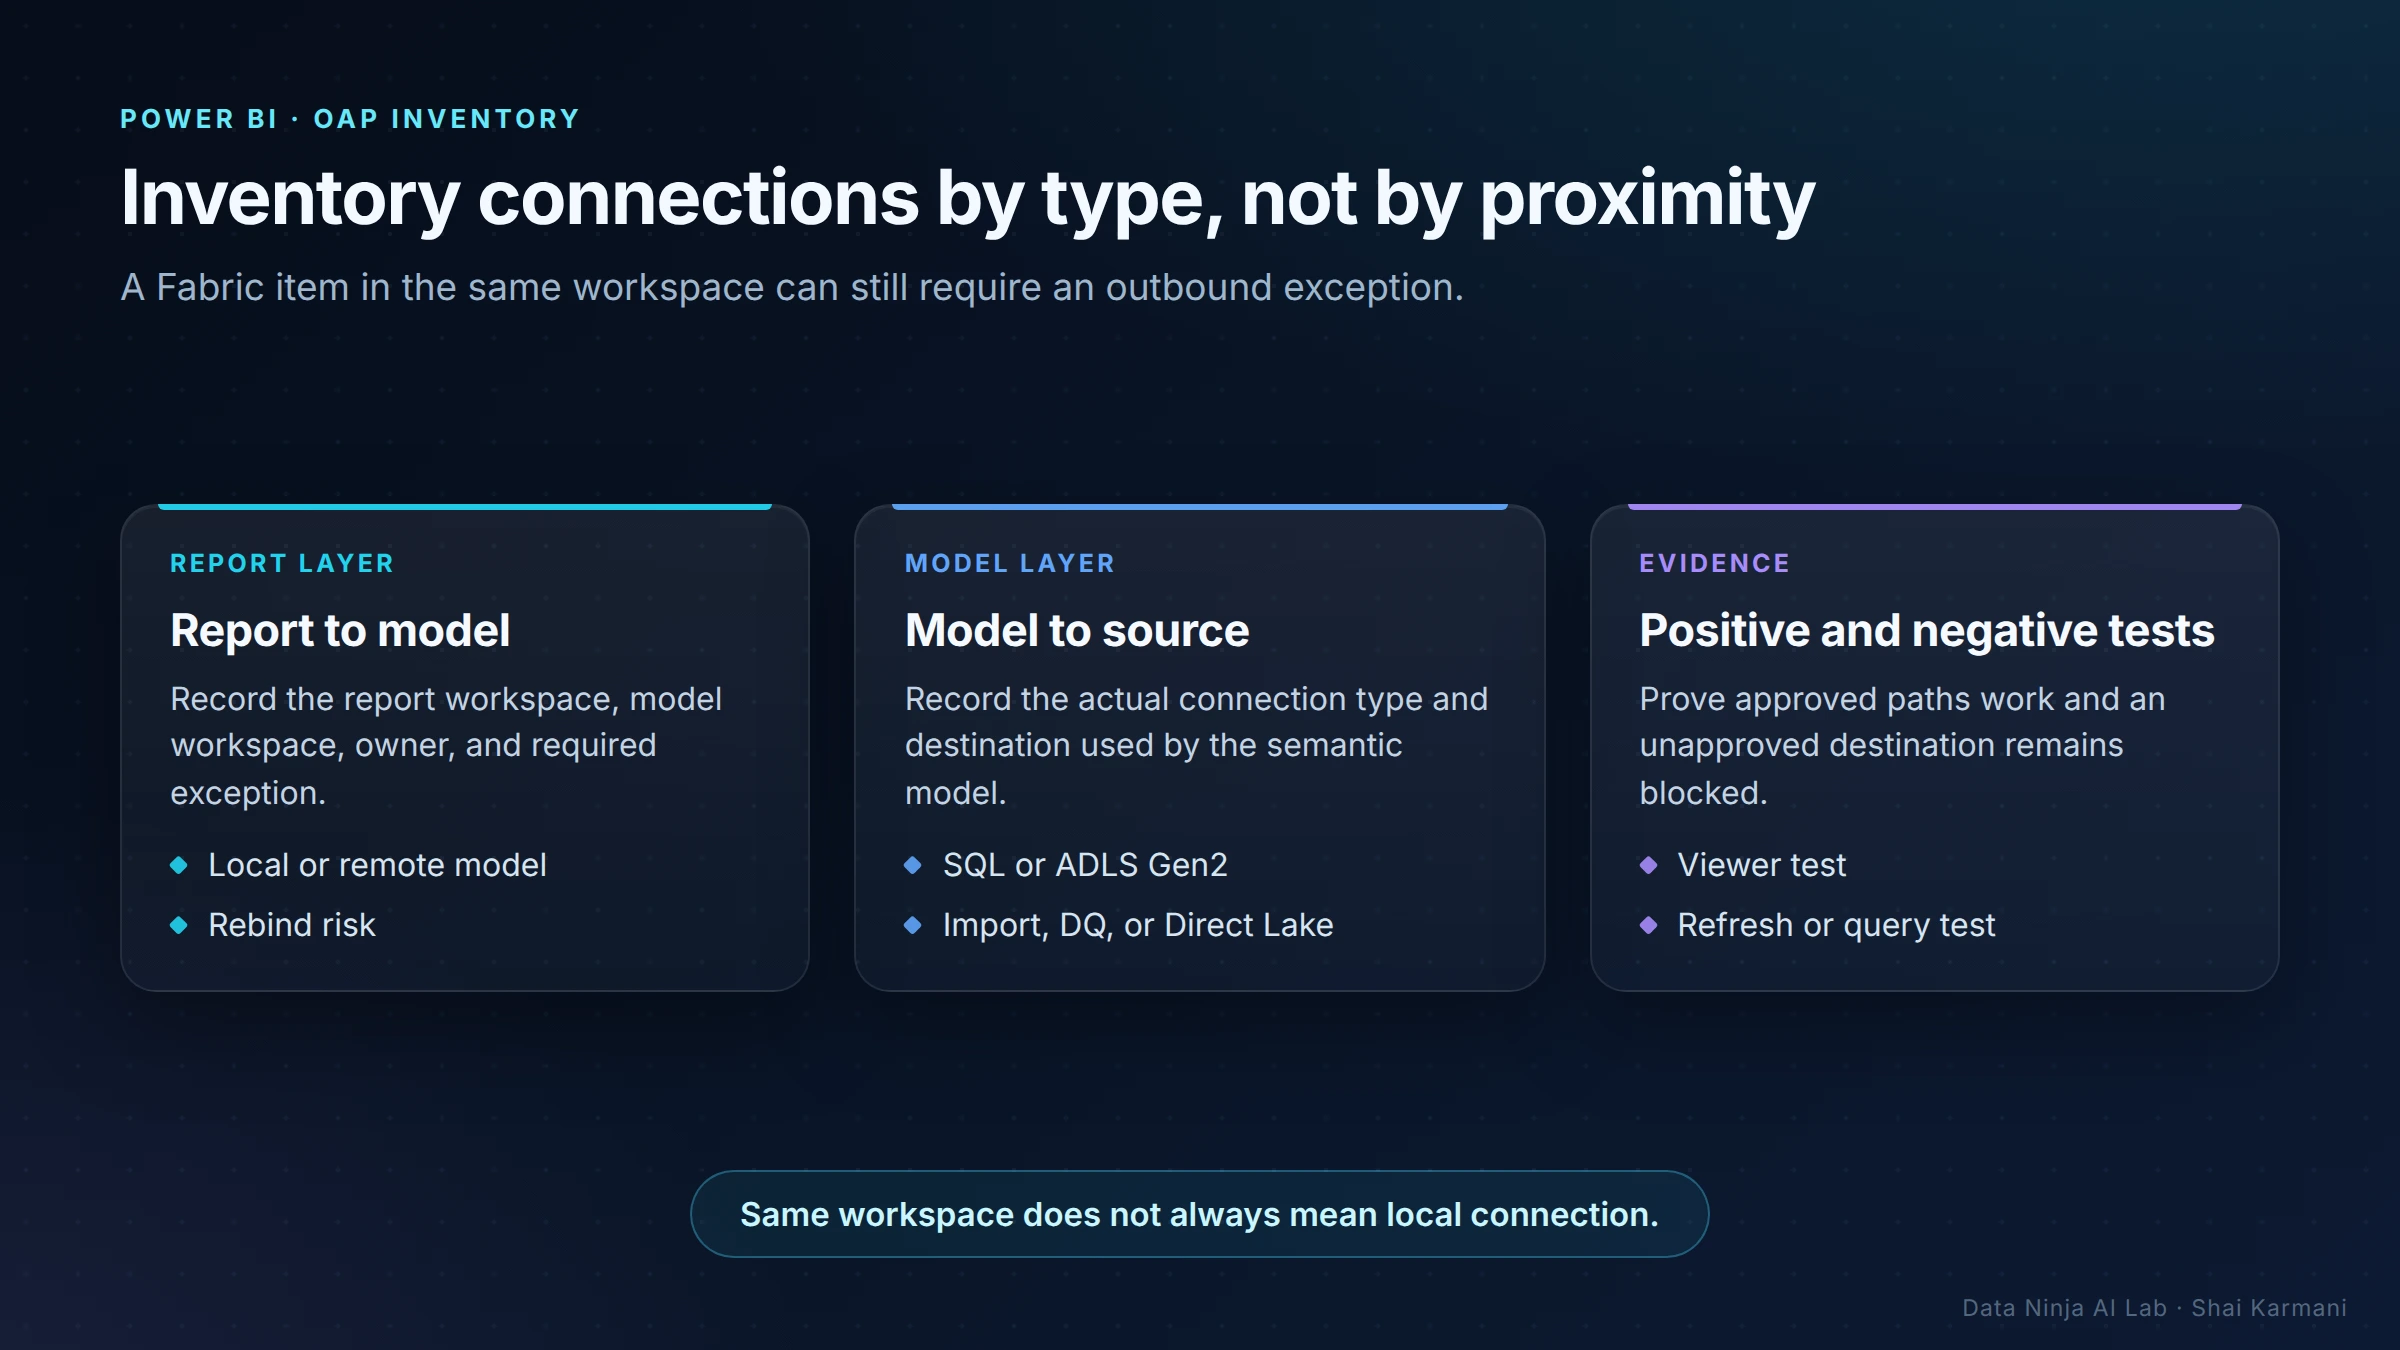 POWER BI · OAP INVENTORY
Inventory connections by type, not by proximity
A Fabric item in the same workspace can still require an outbound exception.
REPORT LAYER
Report to model
Record the report workspace, model
workspace, owner, and required
exception.
Local or remote model
Rebind risk
MODEL LAYER
Model to source
Record the actual connection type and
destination used by the semantic
model.
SQL or ADLS Gen2
Import, DQ, or Direct Lake
EVIDENCE
Positive and negative tests
Prove approved paths work and an
unapproved destination remains
blocked.
Viewer test
Refresh or query test
Same workspace does not always mean local connection.
Data Ninja AI Lab · Shai Karmani